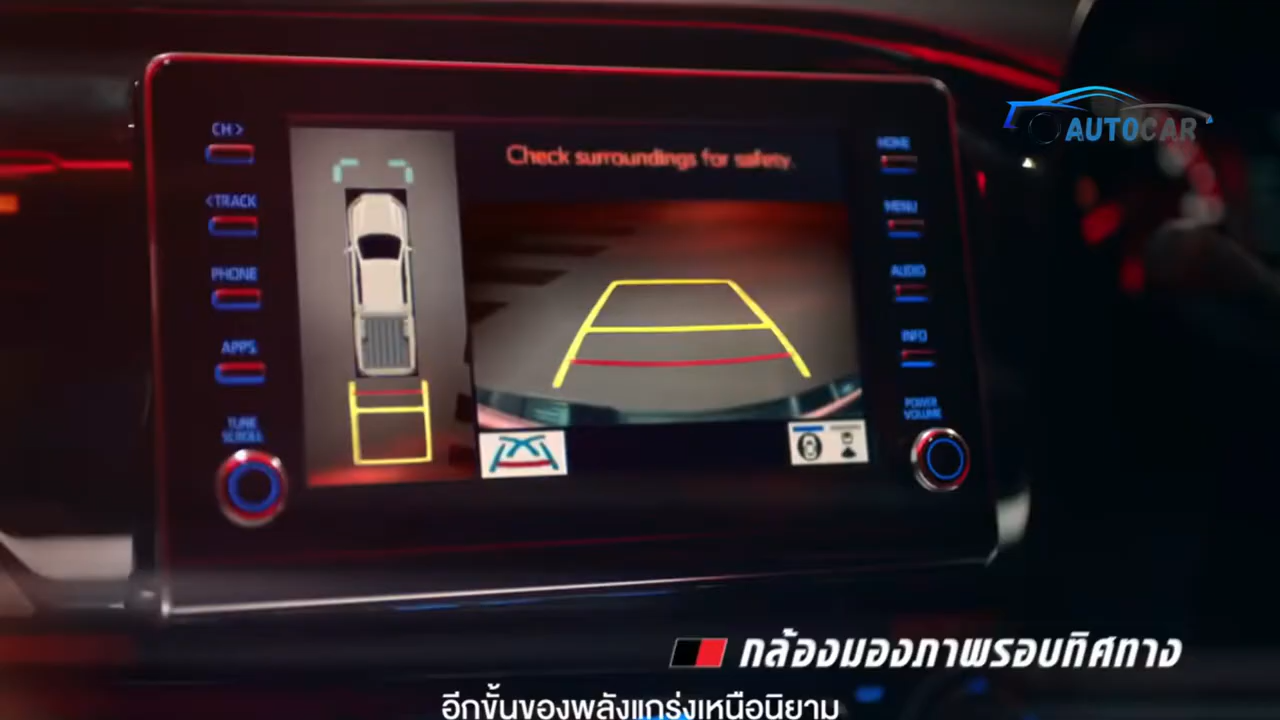 AUTOCAR
CH>
<TRACK
PHONE
APPS
TUNE
SCROLL
Check surroundings for safety.
HOME
MENU
AUDIO
INFO
POWER
VOLUME
กล้องมองภาพรอบทิศทาง
อีกขั้นของพลังแกร่งเหนือนิยาม